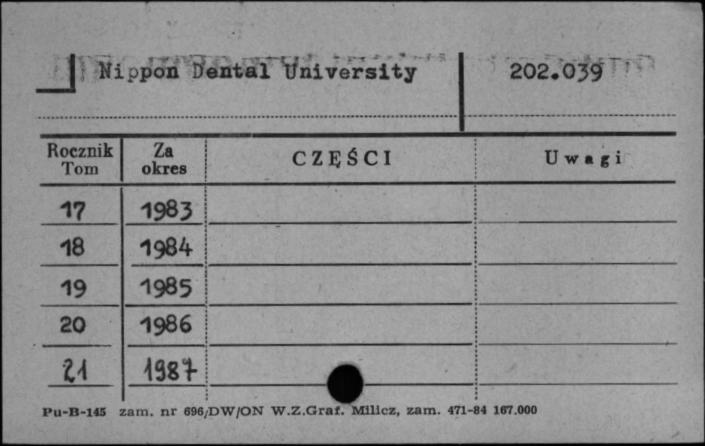 Nippon Dental University 202.039
Rocznik Tom Za okres CZĘŚCI Uwagi
17 1983
18 1984
19 1985
20 1986
21 1987
Pu-B-145 zam. nr 696/DW/ON W.Z.Graf. Milicz, zam. 471-84 167.000